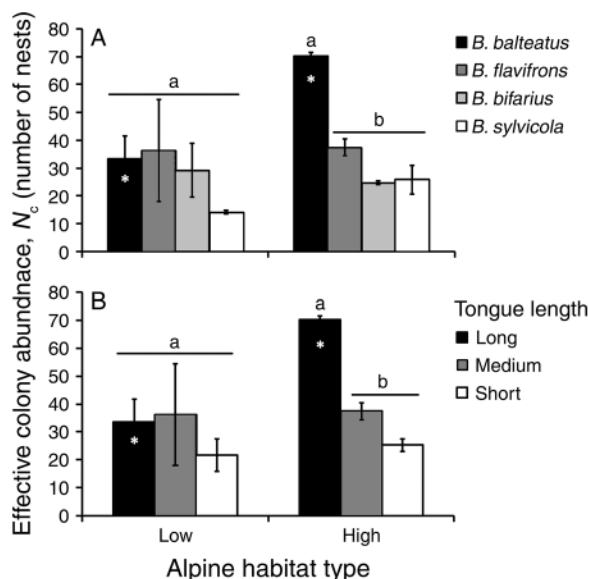 Effective colony abundnace, Nc (number of nests)
A
80
70
60
50
40
30
20
10
0
a
*
a
*
b
B. balteatus
B. flavifrons
B. bifarius
B. sylvicola
B
80
70
60
50
40
30
20
10
0
a
*
a
*
b
Tongue length
Long
Medium
Short
Low
High
Alpine habitat type